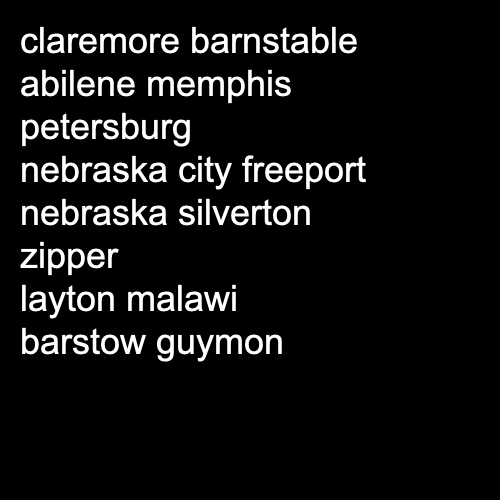 claremore barnstable
abilene memphis
petersburg
nebraska city freeport
nebraska silverton
zipper
layton malawi
barstow guymon